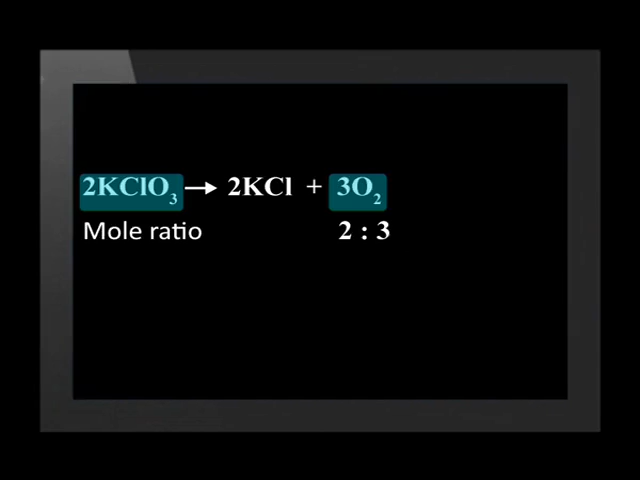 2KClO₃ → 2KCl + 3O₂
Mole ratio 2 : 3